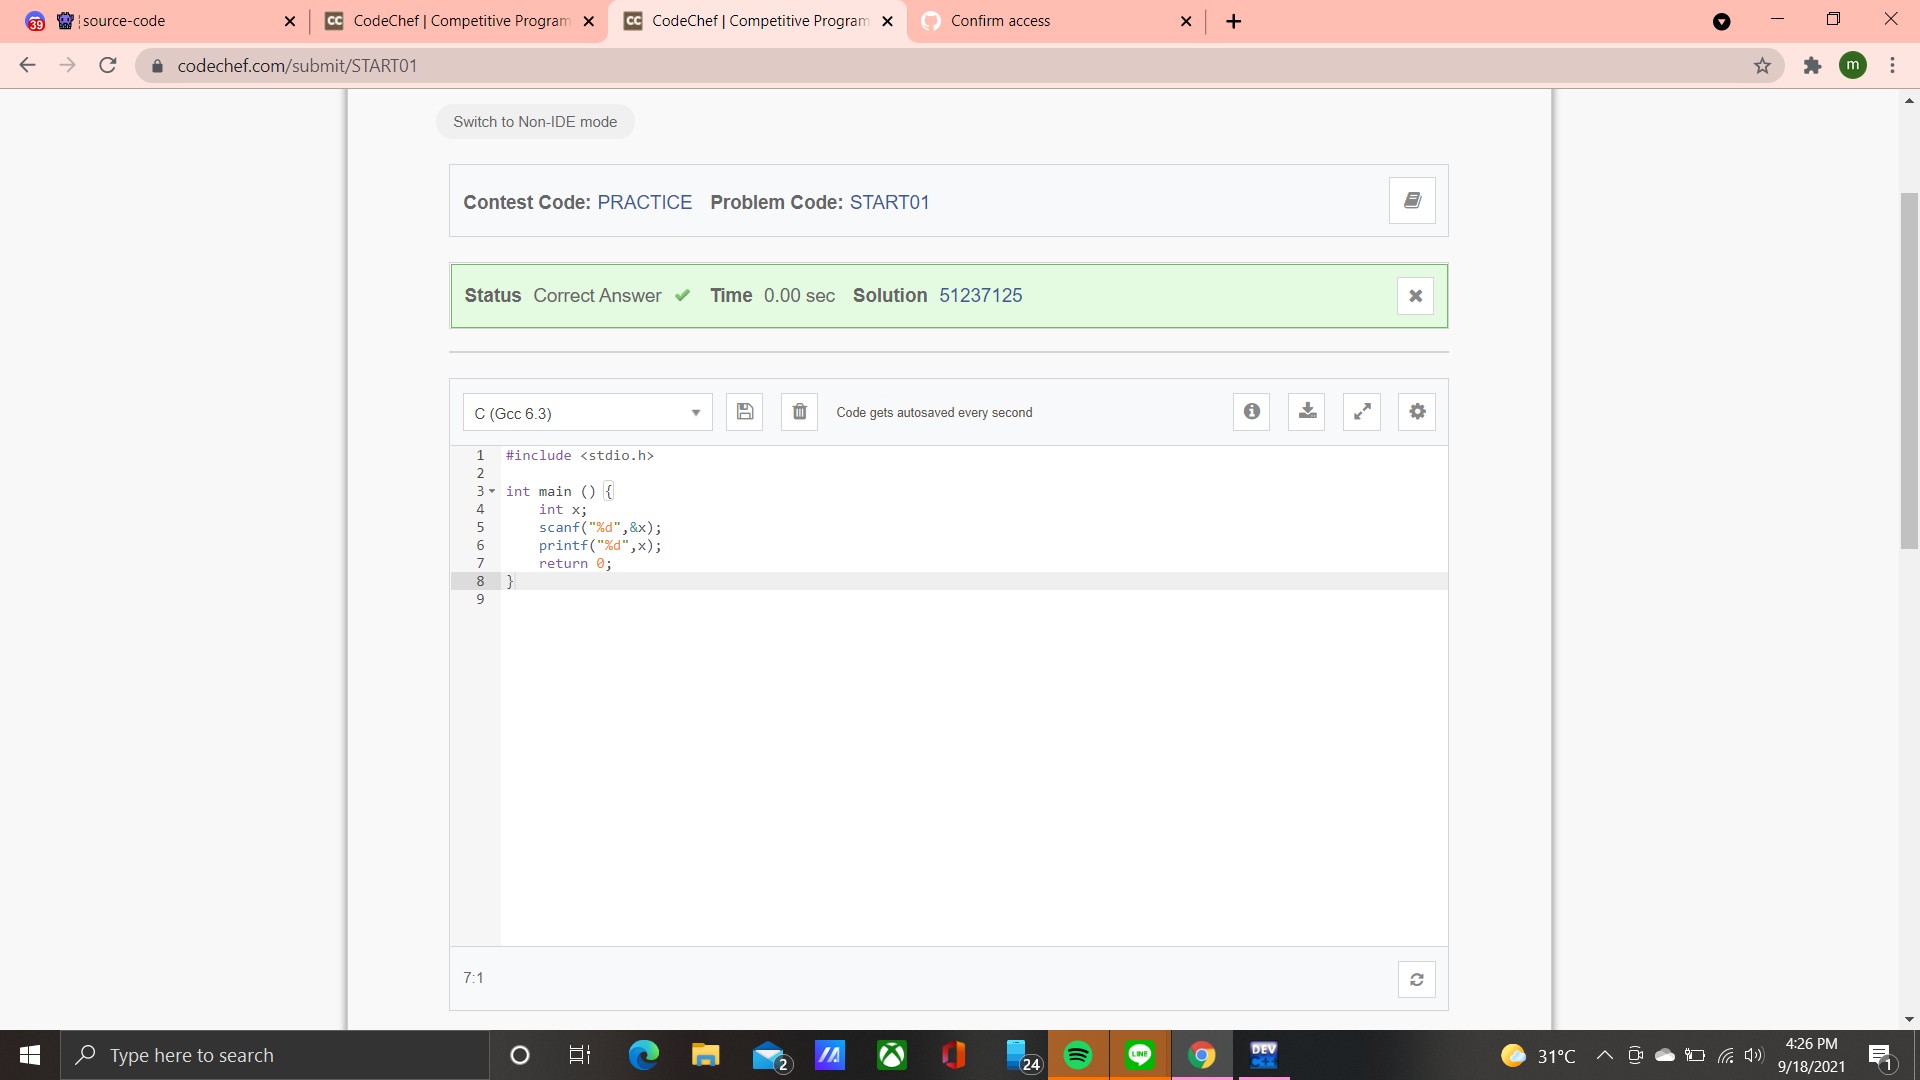 source-code
CodeChef | Competitive Program
CodeChef | Competitive Program
Confirm access
codechef.com/submit/START01
m
Switch to Non-IDE mode
Contest Code: PRACTICE Problem Code: START01
Status Correct Answer Time 0.00 sec Solution 51237125
C (Gcc 6.3)
Code gets autosaved every second
1 #include <stdio.h>
2
3 int main () {
4 int x;
5 scanf("%d",&x);
6 printf("%d",x);
7 return 0;
8 }
9
7:1
Type here to search
2
24
LINE
DEV
31°C
4:26 PM
9/18/2021
1
39
CC
CC